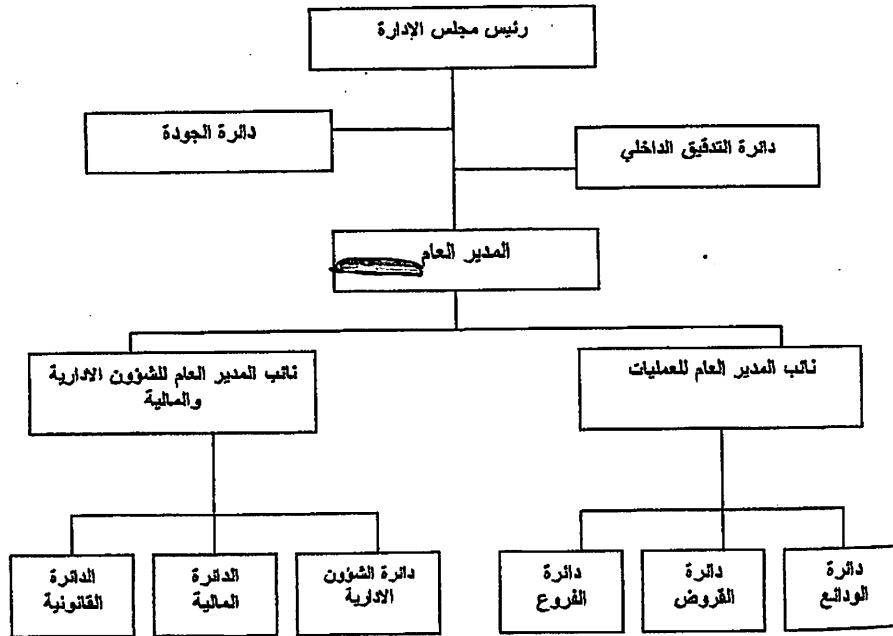 رئيس مجلس الإدارة
دائرة التدقيق الداخلي
دائرة الجودة
المدير العام
نائب المدير العام للعمليات
نائب المدير العام للشؤون الادارية
والمالية
دائرة
الودائع
دائرة
القروض
دائرة
الفروع
دائرة الشؤون
الادارية
الدائرة
المالية
الدائرة
القانونية